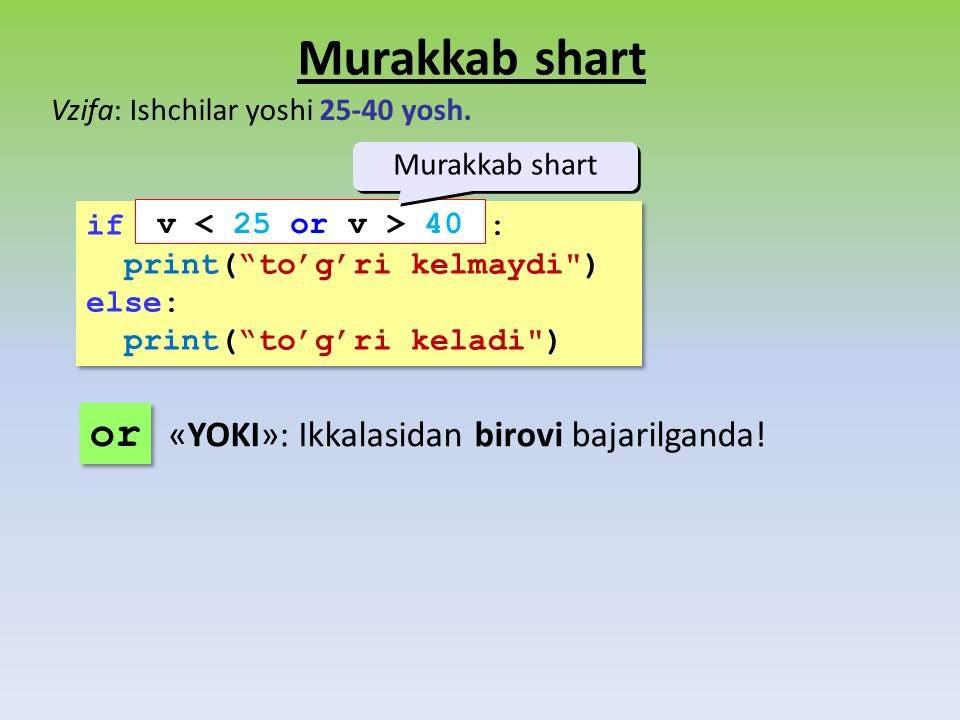 Murakkab shart
Vzifa: Ishchilar yoshi 25-40 yosh.
Murakkab shart
if v < 25 or v > 40 :
print(“to’g’ri kelmaydi")
else:
print(“to’g’ri keladi")
or «YOKI»: Ikkalasidan birovi bajarilganda!